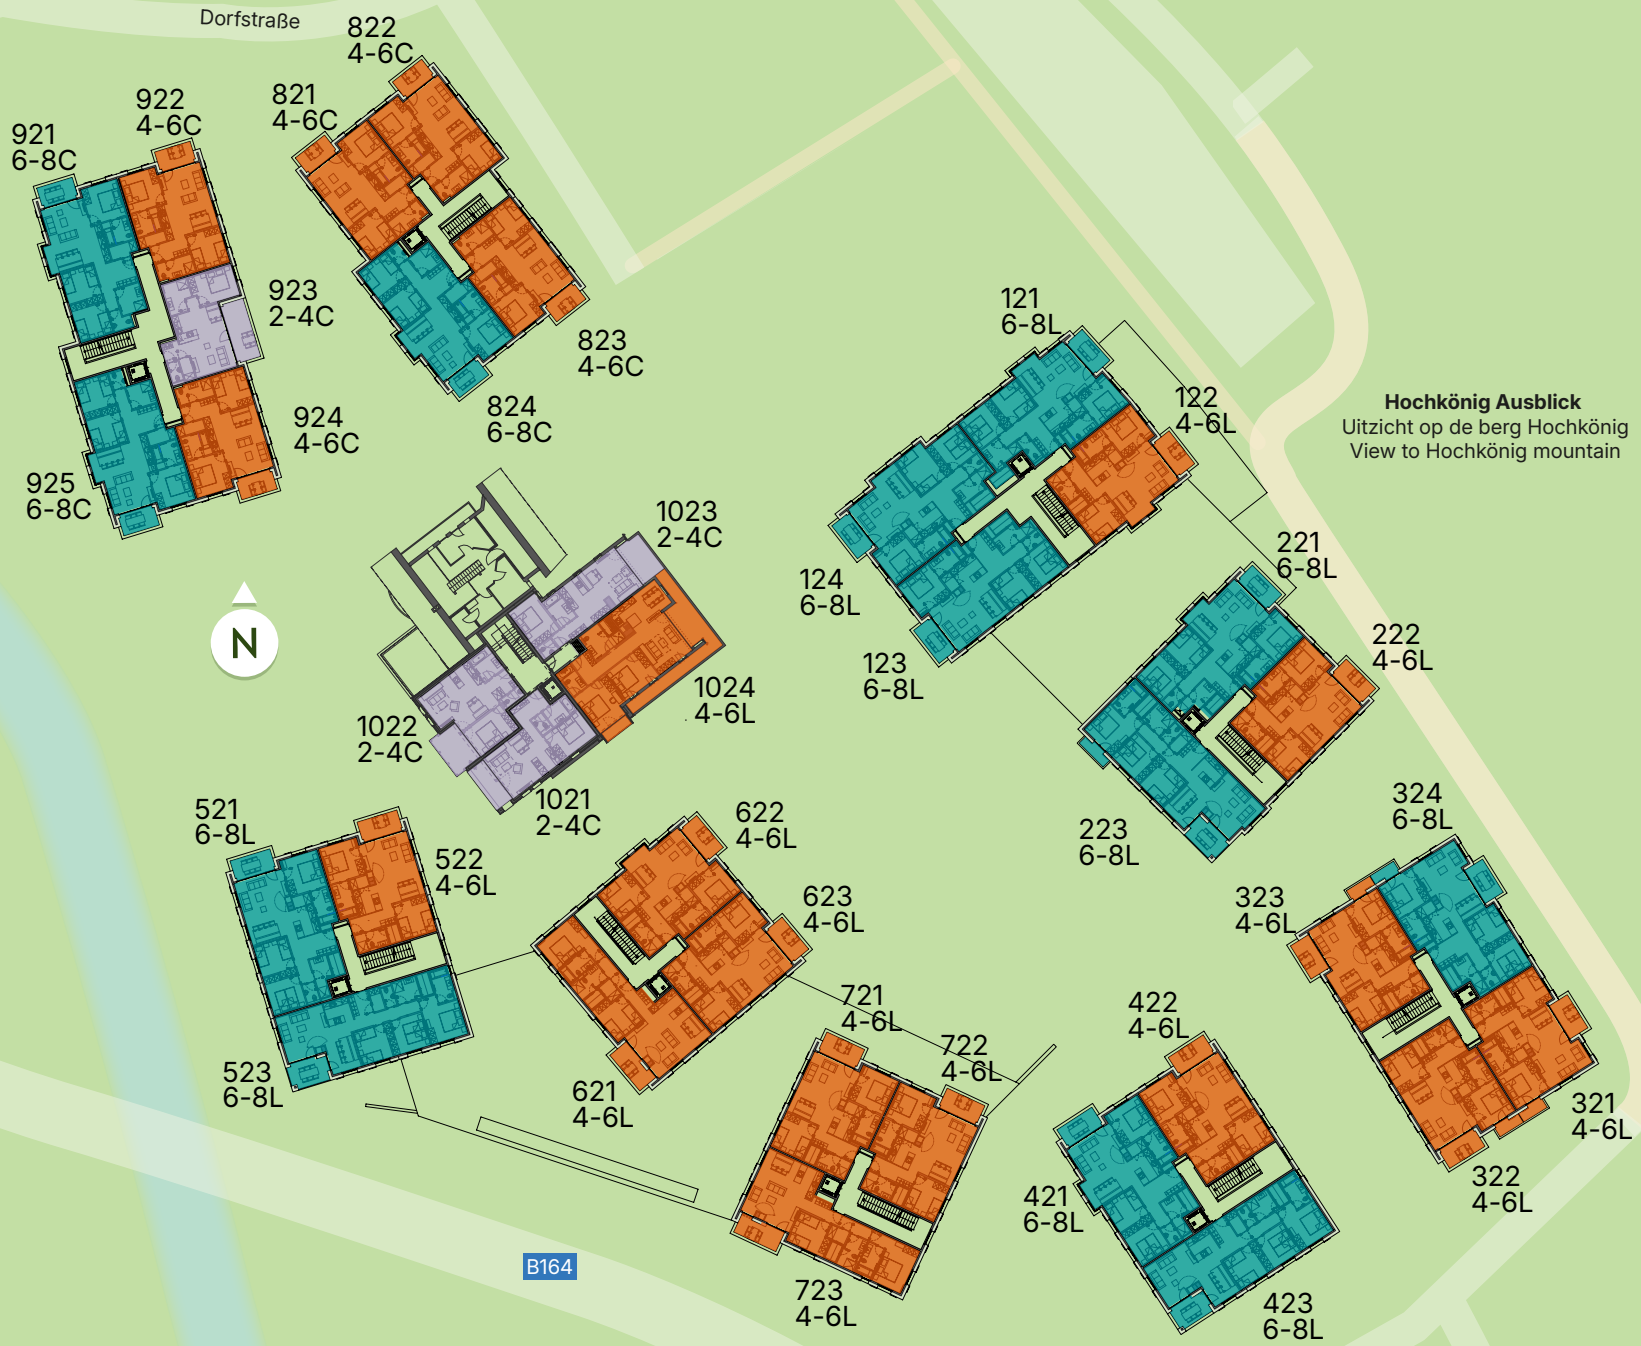 Dorfstraße
822
4-6C
821
4-6C
922
4-6C
921
6-8C
923
2-4C
823
4-6C
824
6-8C
924
4-6C
925
6-8C
121
6-8L
122
4-6L
Hochkönig Ausblick
Uitzicht op de berg Hochkönig
View to Hochkönig mountain
124
6-8L
123
6-8L
221
6-8L
222
4-6L
223
6-8L
N
1023
2-4C
1024
4-6L
1022
2-4C
1021
2-4C
521
6-8L
522
4-6L
523
6-8L
622
4-6L
623
4-6L
621
4-6L
721
4-6L
722
4-6L
723
4-6L
324
6-8L
323
4-6L
321
4-6L
322
4-6L
422
4-6L
421
6-8L
423
6-8L
B164